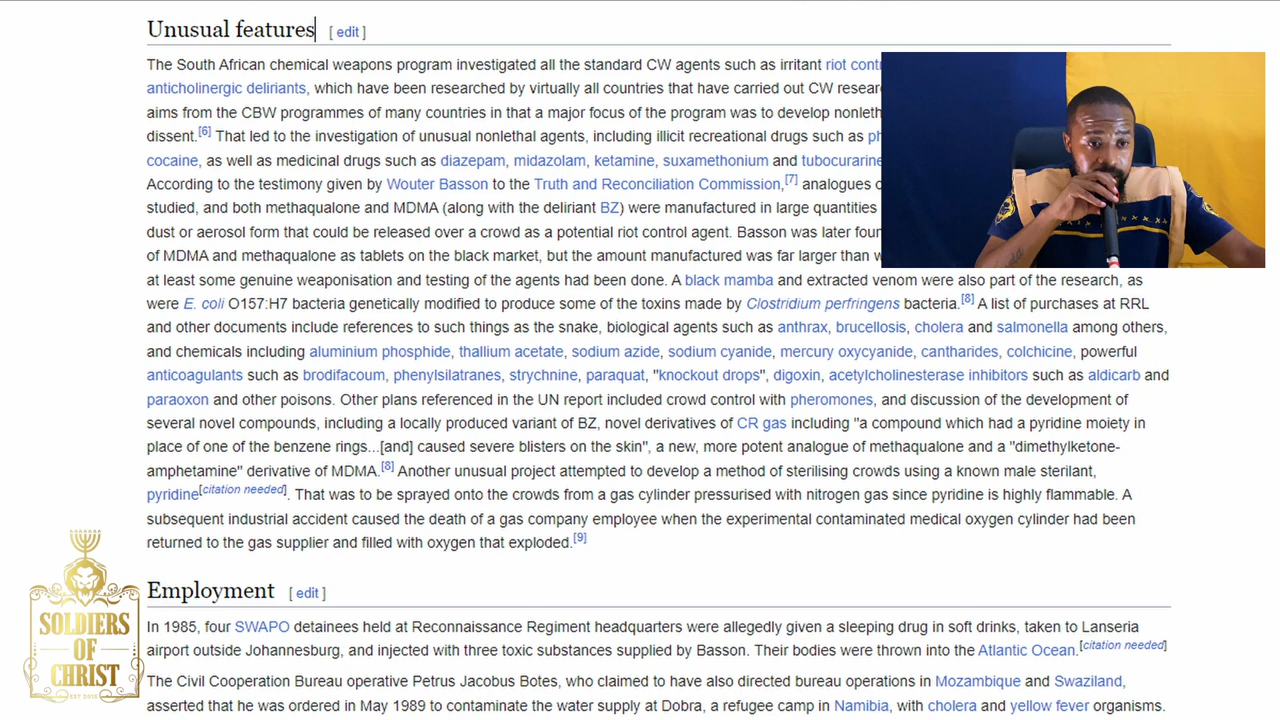 Unusual features [ edit ]
The South African chemical weapons program investigated all the standard CW agents such as irritant riot
anticholinergic deliriants, which have been researched by virtually all countries that have carried out CW
aims from the CBW programmes of many countries in that a major focus of the program was to develop
dissent.[6] That led to the investigation of unusual nonlethal agents, including illicit recreational drugs such as
cocaine, as well as medicinal drugs such as diazepam, midazolam, ketamine, suxamethonium and tubocurarine
According to the testimony given by Wouter Basson to the Truth and Reconciliation Commission,[7] analogues
studied, and both methaqualone and MDMA (along with the deliriant BZ) were manufactured in large quantities
dust or aerosol form that could be released over a crowd as a potential riot control agent. Basson was later
of MDMA and methaqualone as tablets on the black market, but the amount manufactured was far larger than
at least some genuine weaponisation and testing of the agents had been done. A black mamba and extracted venom were also part of the research, as
were E. coli O157:H7 bacteria genetically modified to produce some of the toxins made by Clostridium perfringens bacteria.[8] A list of purchases at RRL
and other documents include references to such things as the snake, biological agents such as anthrax, brucellosis, cholera and salmonella among others,
and chemicals including aluminium phosphide, thallium acetate, sodium azide, sodium cyanide, mercury oxycyanide, cantharides, colchicine, powerful
anticoagulants such as brodifacoum, phenylsilatranes, strychnine, paraquat, "knockout drops", digoxin, acetylcholinesterase inhibitors such as aldicarb and
paraoxon and other poisons. Other plans referenced in the UN report included crowd control with pheromones, and discussion of the development of
several novel compounds, including a locally produced variant of BZ, novel derivatives of CR gas including "a compound which had a pyridine moiety in
place of one of the benzene rings...[and] caused severe blisters on the skin", a new, more potent analogue of methaqualone and a "dimethylketone-
amphetamine" derivative of MDMA.[8] Another unusual project attempted to develop a method of sterilising crowds using a known male sterilant,
pyridine[citation needed]. That was to be sprayed onto the crowds from a gas cylinder pressurised with nitrogen gas since pyridine is highly flammable. A
subsequent industrial accident caused the death of a gas company employee when the experimental contaminated medical oxygen cylinder had been
returned to the gas supplier and filled with oxygen that exploded.[9]
Employment [ edit ]
In 1985, four SWAPO detainees held at Reconnaissance Regiment headquarters were allegedly given a sleeping drug in soft drinks, taken to Lanseria
airport outside Johannesburg, and injected with three toxic substances supplied by Basson. Their bodies were thrown into the Atlantic Ocean.[citation needed]
The Civil Cooperation Bureau operative Petrus Jacobus Botes, who claimed to have also directed bureau operations in Mozambique and Swaziland,
asserted that he was ordered in May 1989 to contaminate the water supply at Dobra, a refugee camp in Namibia, with cholera and yellow fever organisms.
SOLDIERS
OF
CHRIST